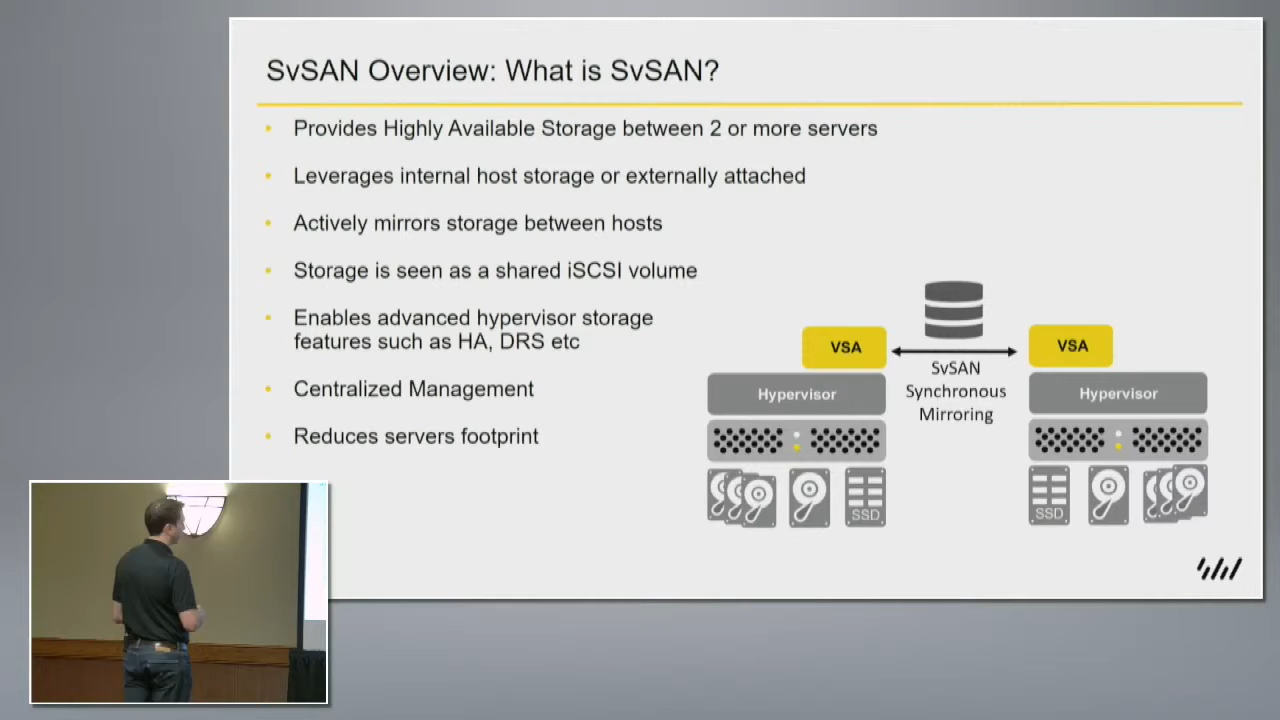 SvSAN Overview: What is SvSAN?
Provides Highly Available Storage between 2 or more servers
Leverages internal host storage or externally attached
Actively mirrors storage between hosts
Storage is seen as a shared iSCSI volume
Enables advanced hypervisor storage
features such as HA, DRS etc
Centralized Management
Reduces servers footprint
VSA
Hypervisor
SSD
SvSAN
Synchronous
Mirroring
VSA
Hypervisor
SSD